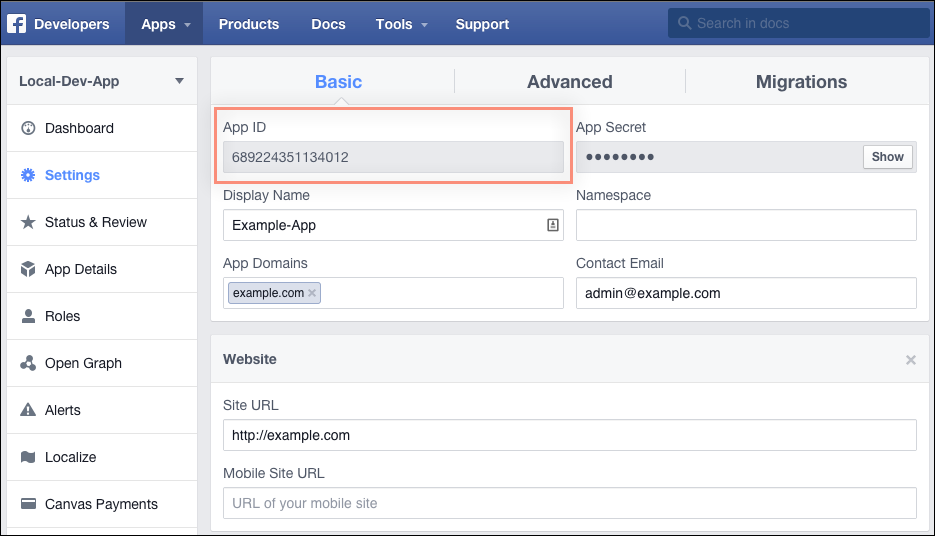 Developers Apps Products Docs Tools Support Search in docs
Local-Dev-App
Dashboard
Settings
Status & Review
App Details
Roles
Open Graph
Alerts
Localize
Canvas Payments
Basic Advanced Migrations
App ID App Secret
689224351134012 •••••••• Show
Display Name Namespace
Example-App
App Domains Contact Email
example.com × admin@example.com
Website ×
Site URL
http://example.com
Mobile Site URL
URL of your mobile site